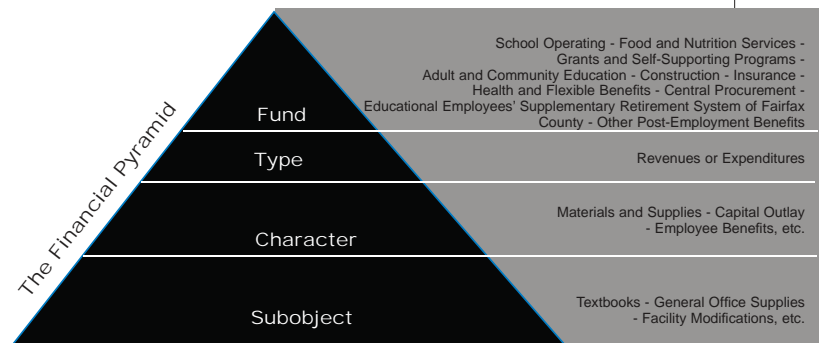 The Financial Pyramid
School Operating - Food and Nutrition Services -
Grants and Self-Supporting Programs -
Adult and Community Education - Construction - Insurance -
Health and Flexible Benefits - Central Procurement -
Educational Employees' Supplementary Retirement System of Fairfax
County - Other Post-Employment Benefits
Fund
Type
Revenues or Expenditures
Materials and Supplies - Capital Outlay
- Employee Benefits, etc.
Character
Textbooks - General Office Supplies
- Facility Modifications, etc.
Subobject